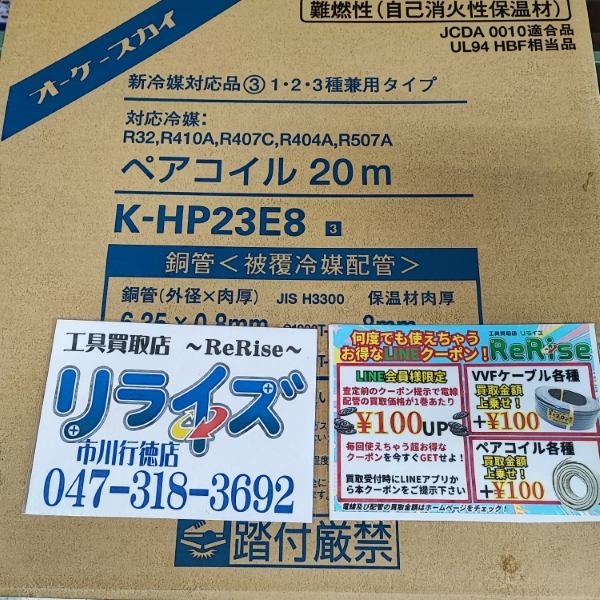 オーケースカイ
難燃性(自己消火性保温材)
JCDA 0010適合品
UL94 HBF相当品
新冷媒対応品③1・2・3種兼用タイプ
対応冷媒:
R32,R410A,R407C,R404A,R507A
ペアコイル 20m
K-HP23E8 3
銅管<被覆冷媒配管>
銅管(外径×肉厚) JIS H3300 保温材肉厚
6.35×0.8mm
8mm
工具買取店 〜ReRise〜
リライズ
市川行徳店
047-318-3692
何度でも使えちゃう
お得なLINEクーポン!
工具買取店 リライズ
ReRise
LINE会員様限定
査定前のクーポン提示で電線
配管の買取価格が1巻あたり
¥100UP
毎回使えちゃう超お得な
クーポンを今すぐGETせよ!
買取受付時にLINEアプリか
ら本クーポンをご提示下さい
VVFケーブル各種
買取金額
上乗せ!
+¥100
ペアコイル各種
買取金額
上乗せ!
+¥100
電線及び配管の買取金額はホームページをチェック!
踏付厳禁